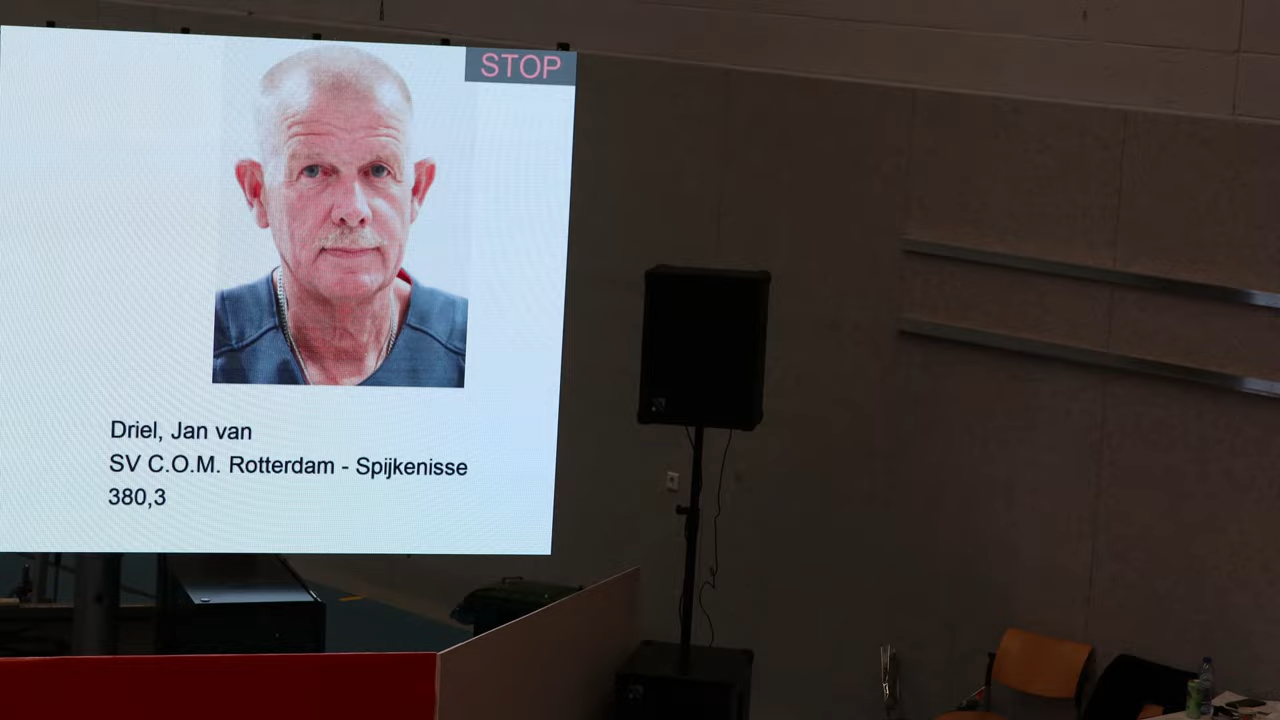 STOP
Driel, Jan van
SV C.O.M. Rotterdam - Spijkenisse
380,3